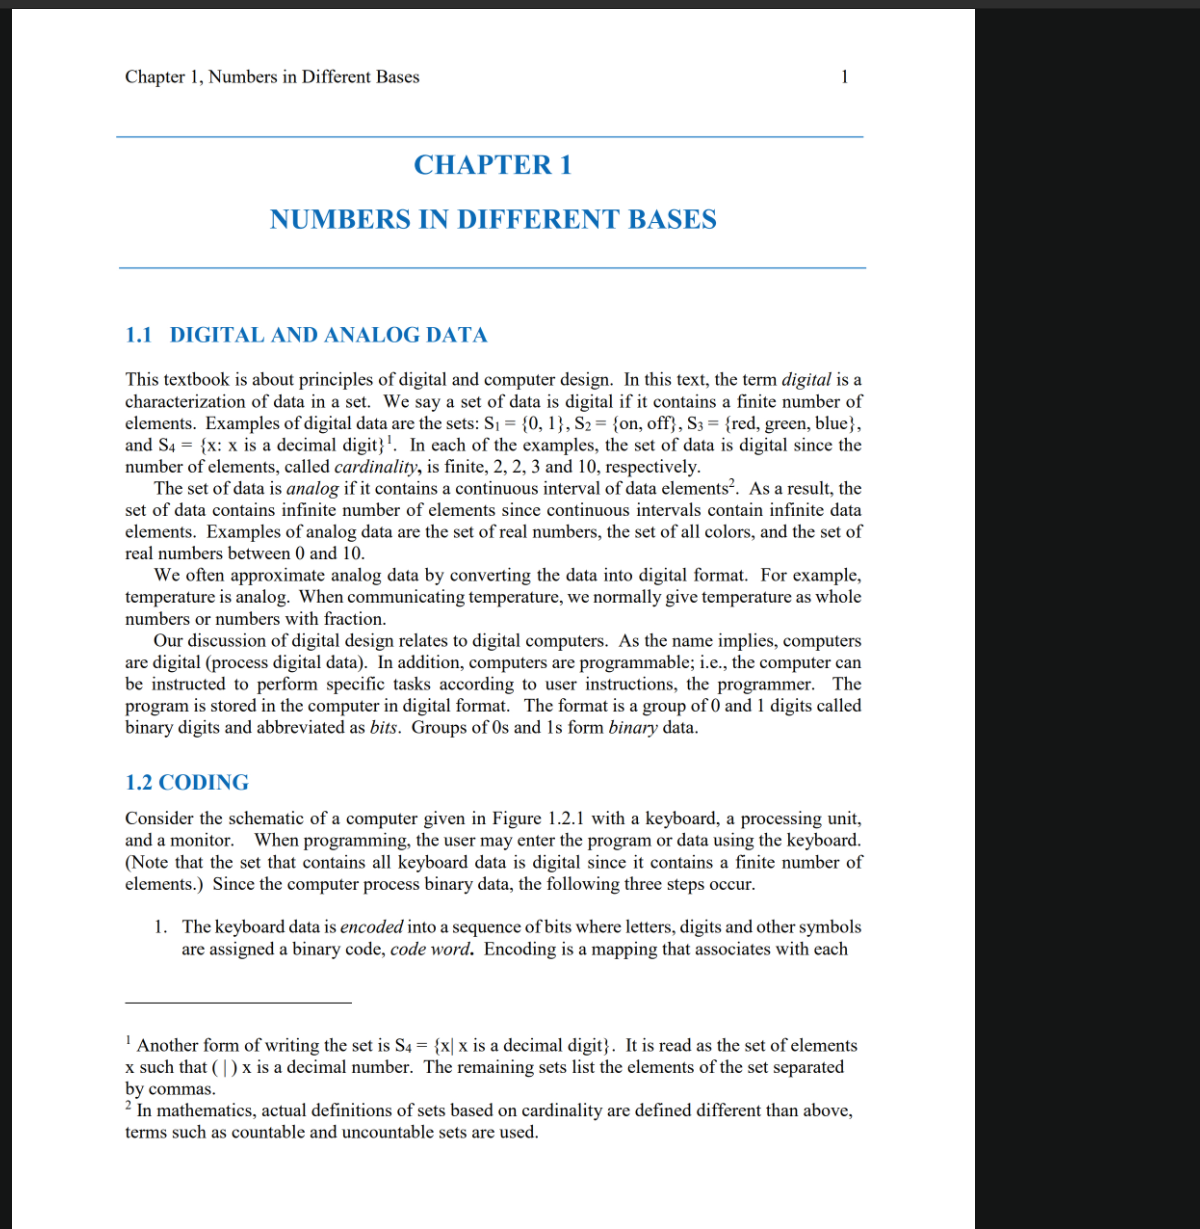 Chapter 1, Numbers in Different Bases 1
CHAPTER 1
NUMBERS IN DIFFERENT BASES
1.1 DIGITAL AND ANALOG DATA
This textbook is about principles of digital and computer design. In this text, the term digital is a
characterization of data in a set. We say a set of data is digital if it contains a finite number of
elements. Examples of digital data are the sets: S₁ = {0, 1}, S₂ = {on, off}, S₃ = {red, green, blue},
and S₄ = {x: x is a decimal digit}¹. In each of the examples, the set of data is digital since the
number of elements, called cardinality, is finite, 2, 2, 3 and 10, respectively.
The set of data is analog if it contains a continuous interval of data elements². As a result, the
set of data contains infinite number of elements since continuous intervals contain infinite data
elements. Examples of analog data are the set of real numbers, the set of all colors, and the set of
real numbers between 0 and 10.
We often approximate analog data by converting the data into digital format. For example,
temperature is analog. When communicating temperature, we normally give temperature as whole
numbers or numbers with fraction.
Our discussion of digital design relates to digital computers. As the name implies, computers
are digital (process digital data). In addition, computers are programmable; i.e., the computer can
be instructed to perform specific tasks according to user instructions, the programmer. The
program is stored in the computer in digital format. The format is a group of 0 and 1 digits called
binary digits and abbreviated as bits. Groups of 0s and 1s form binary data.
1.2 CODING
Consider the schematic of a computer given in Figure 1.2.1 with a keyboard, a processing unit,
and a monitor. When programming, the user may enter the program or data using the keyboard.
(Note that the set that contains all keyboard data is digital since it contains a finite number of
elements.) Since the computer process binary data, the following three steps occur.
1. The keyboard data is encoded into a sequence of bits where letters, digits and other symbols
are assigned a binary code, code word. Encoding is a mapping that associates with each
¹ Another form of writing the set is S₄ = {x| x is a decimal digit}. It is read as the set of elements
x such that ( | ) x is a decimal number. The remaining sets list the elements of the set separated
by commas.
² In mathematics, actual definitions of sets based on cardinality are defined different than above,
terms such as countable and uncountable sets are used.